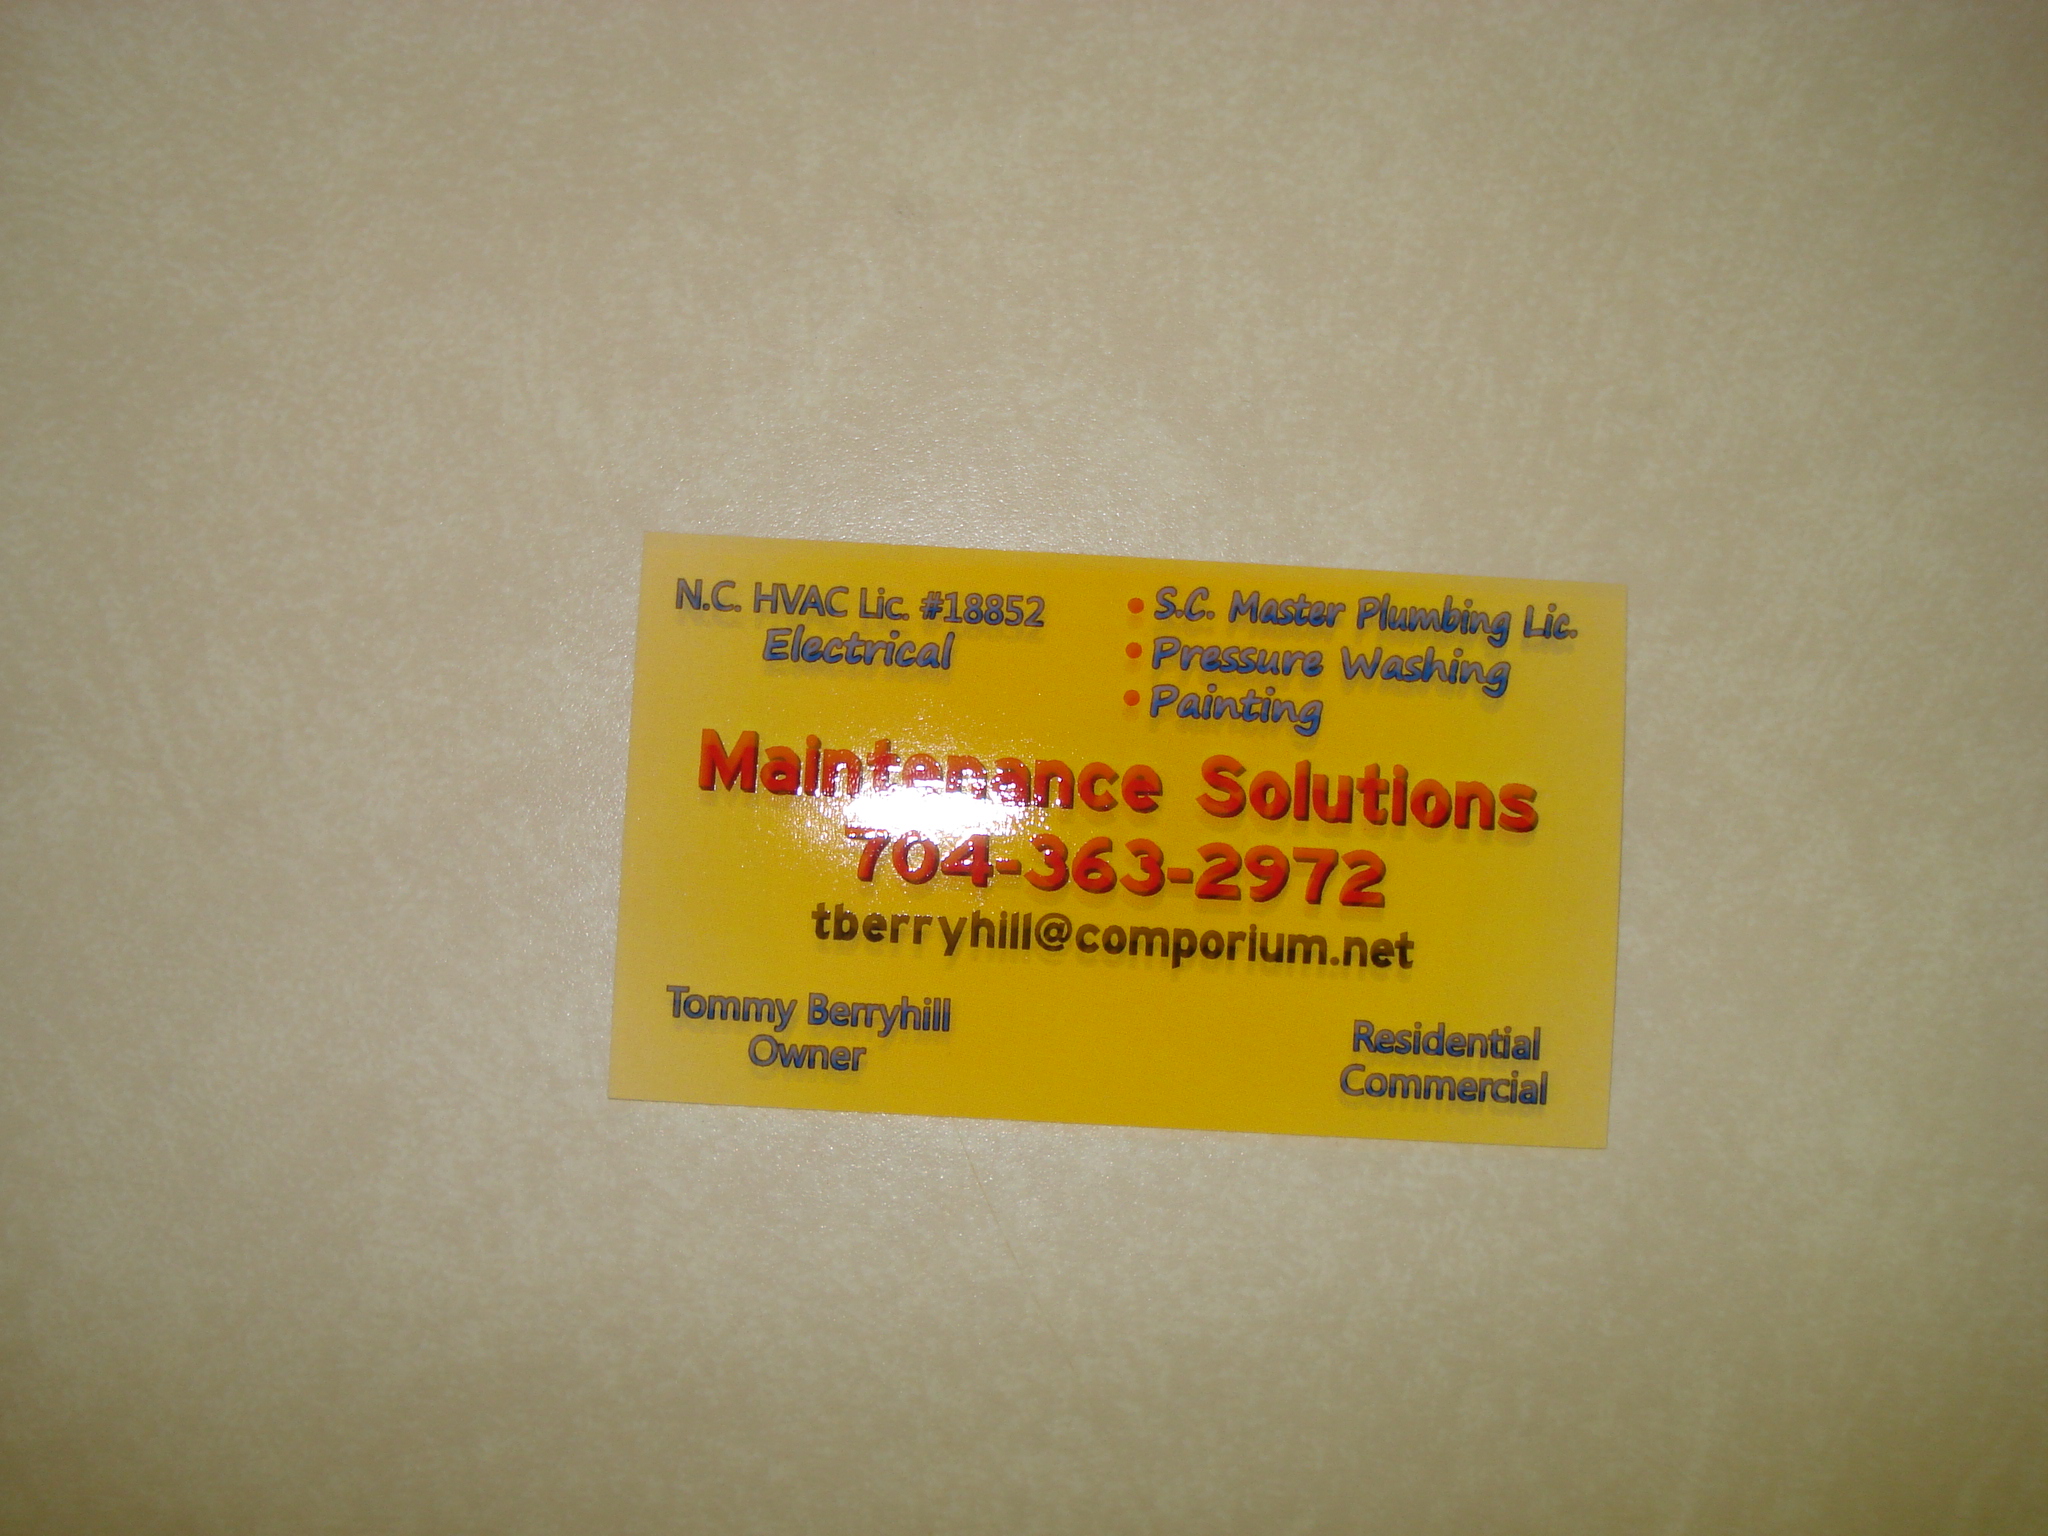 N.C. HVAC Lic. #18852
Electrical
• S.C. Master Plumbing Lic.
• Pressure Washing
• Painting
Maintenance Solutions
704-363-2972
tberryhill@comporium.net
Tommy Berryhill
Owner
Residential
Commercial